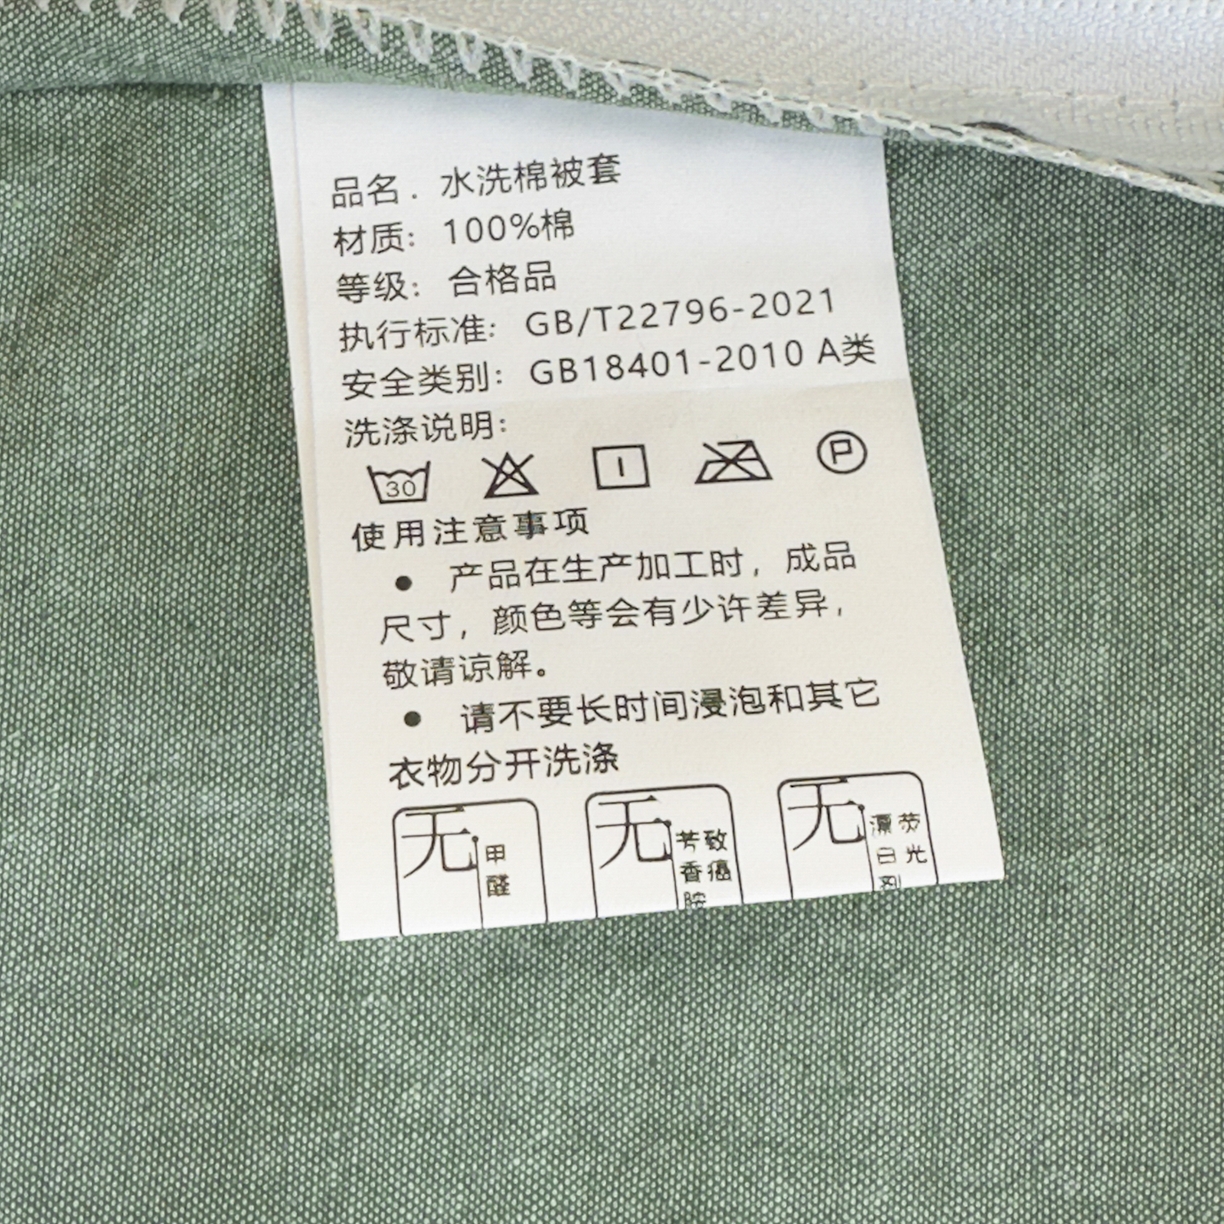 品名. 水洗棉被套
材质: 100%棉
等级: 合格品
执行标准: GB/T22796-2021
安全类别: GB18401-2010 A类
洗涤说明:
30 P
使用注意事项
● 产品在生产加工时，成品
尺寸，颜色等会有少许差异，
敬请谅解。
● 请不要长时间浸泡和其它
衣物分开洗涤
无甲醛 无芳香胺致癌 无漂白剂荧光